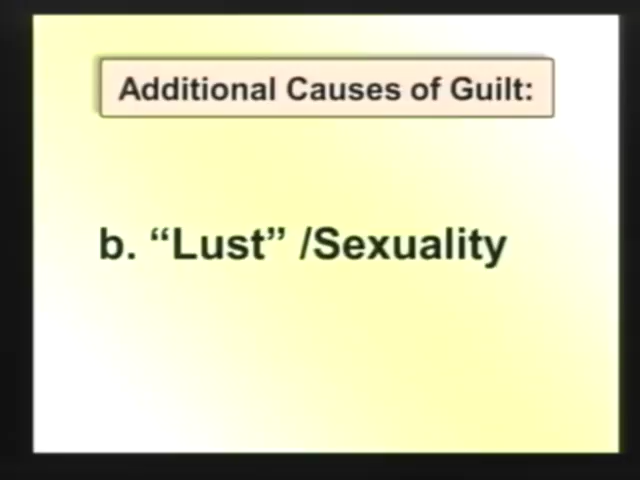 Additional Causes of Guilt:
b. “Lust” /Sexuality